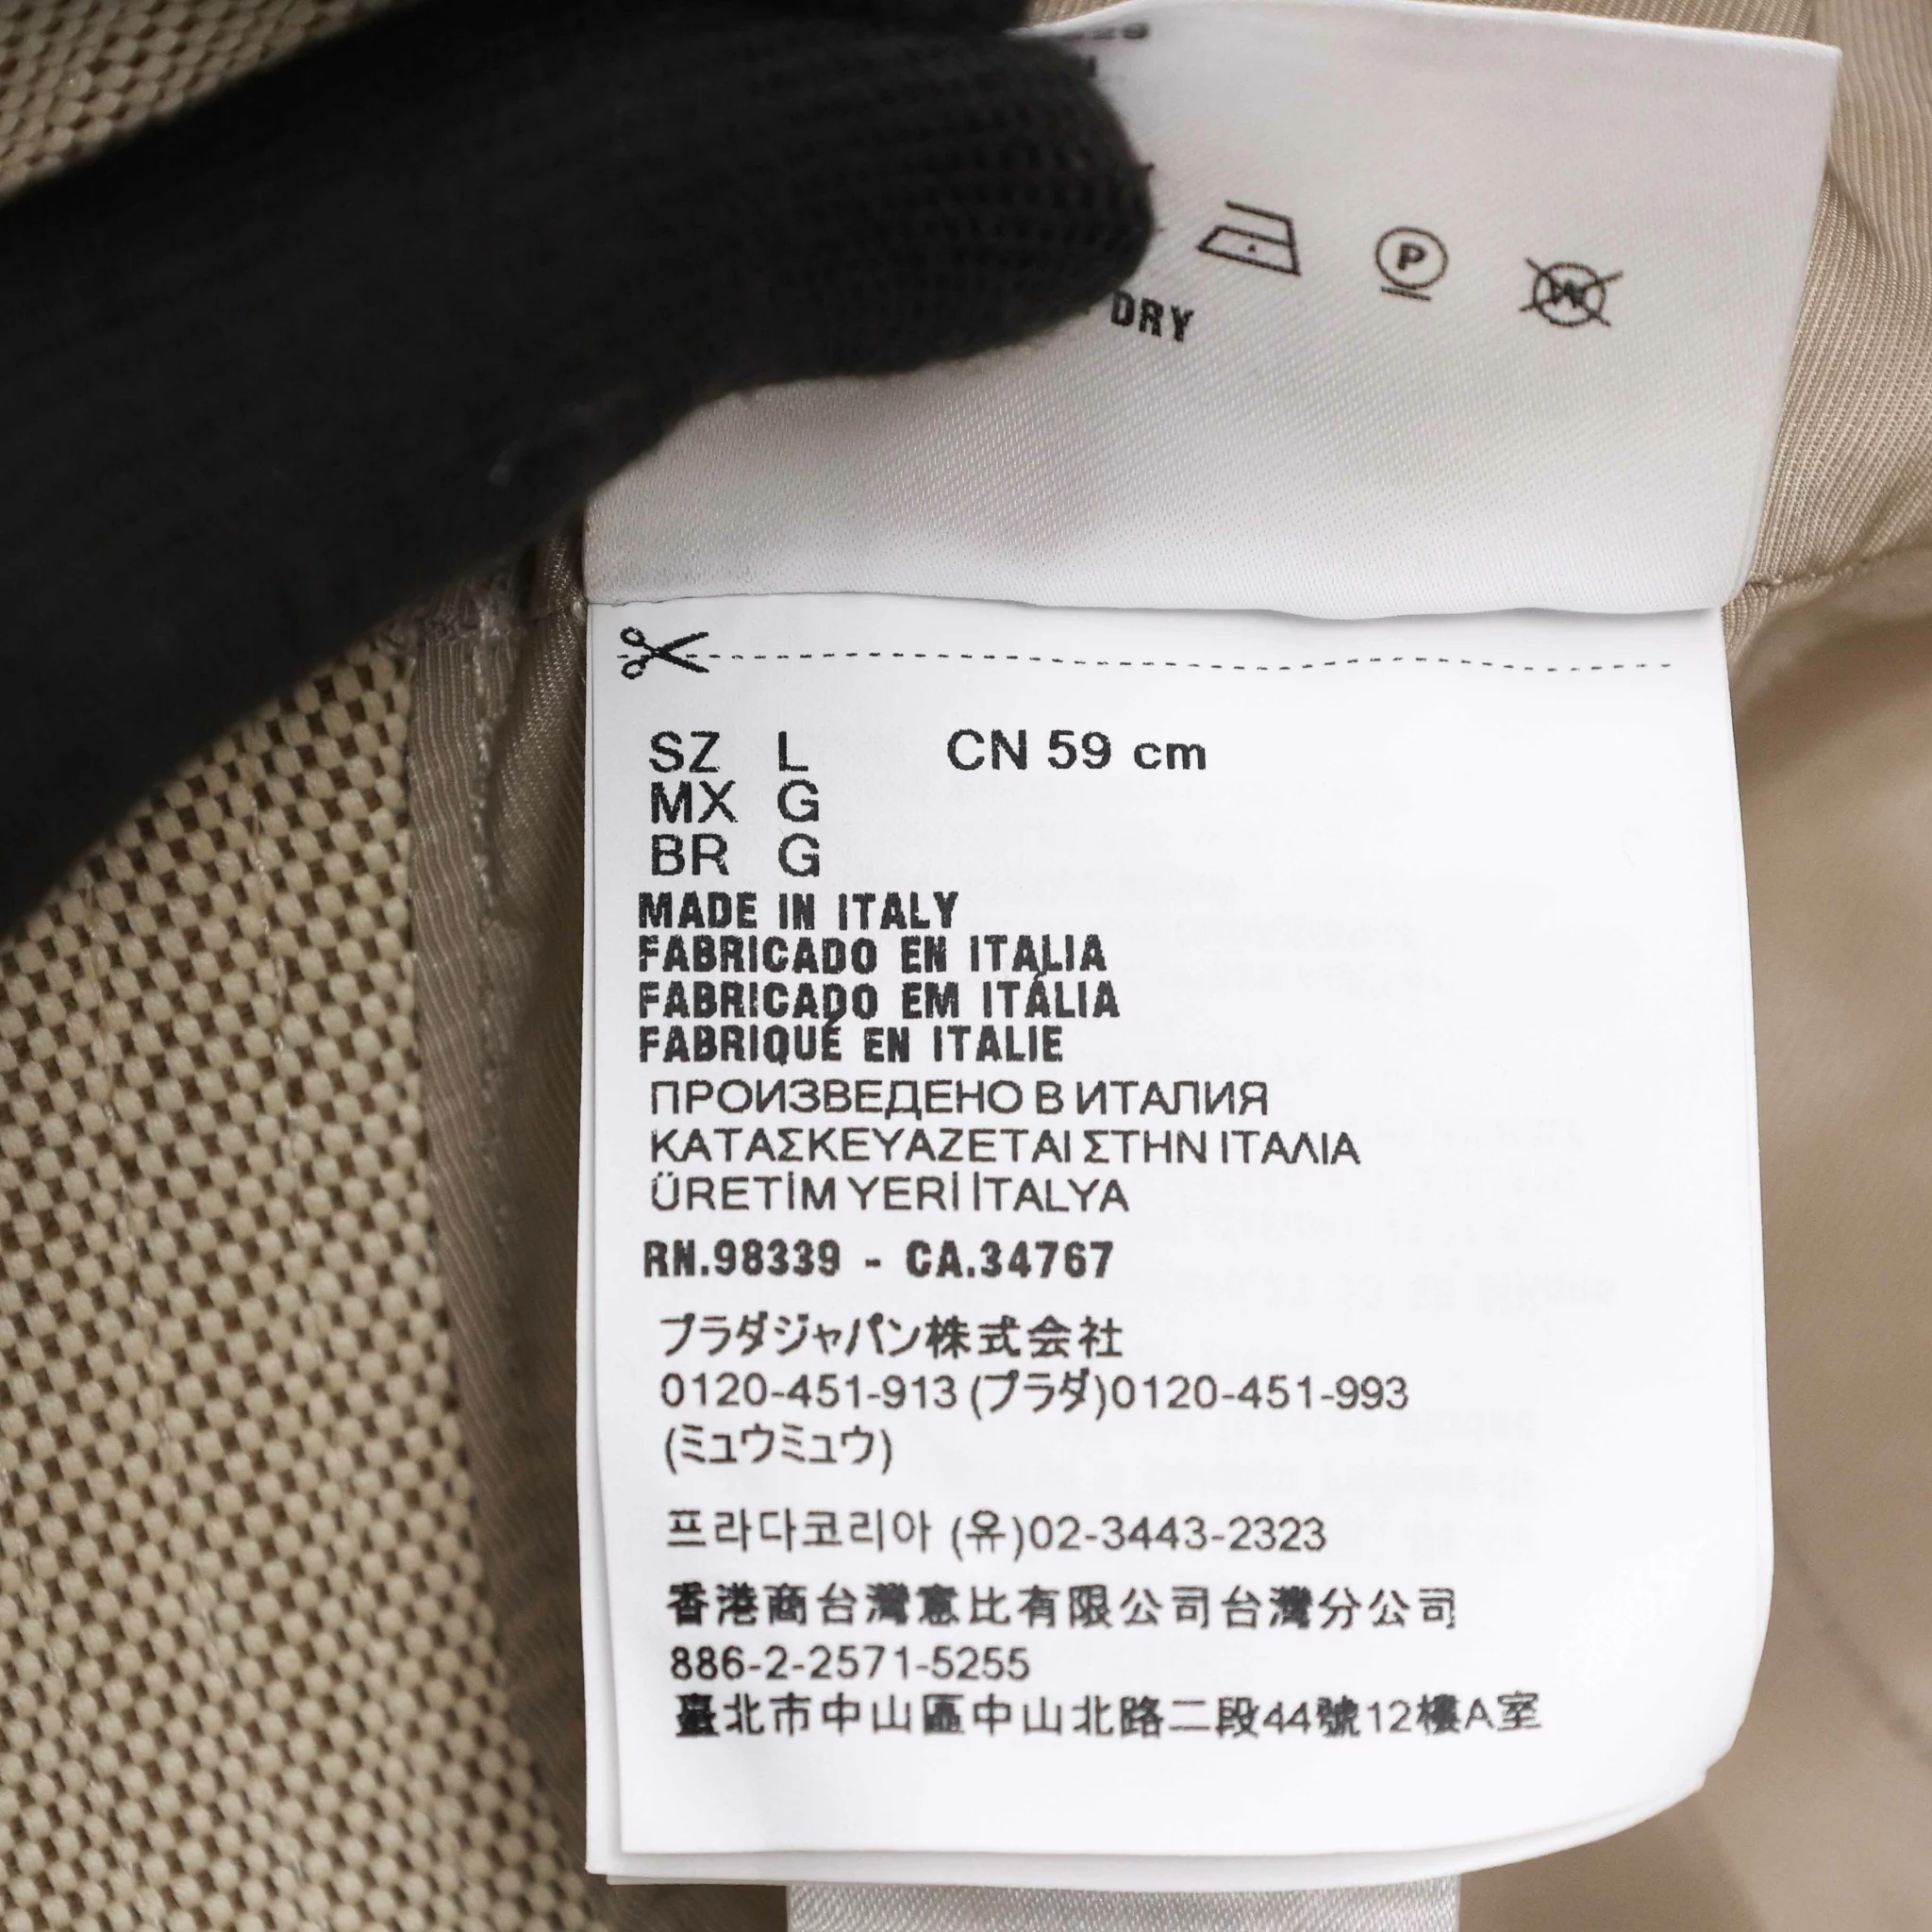 P
W
DRY
SZ L CN 59 cm
MX G
BR G
MADE IN ITALY
FABRICADO EN ITALIA
FABRICADO EM ITÁLIA
FABRIQUÉ EN ITALIE
ПРОИЗВЕДЕНО В ИТАЛИЯ
ΚΑΤΑΣΚΕΥΑΖΕΤΑΙ ΣΤΗΝ ΙΤΑΛΙΑ
ÜRETİM YERİ İTALYA
RN.98339 - CA.34767
プラダジャパン株式会社
0120-451-913 (プラダ)0120-451-993
(ミュウミュウ)
프라다코리아 (유)02-3443-2323
香港商台灣意比有限公司台灣分公司
886-2-2571-5255
臺北市中山區中山北路二段44號12樓A室